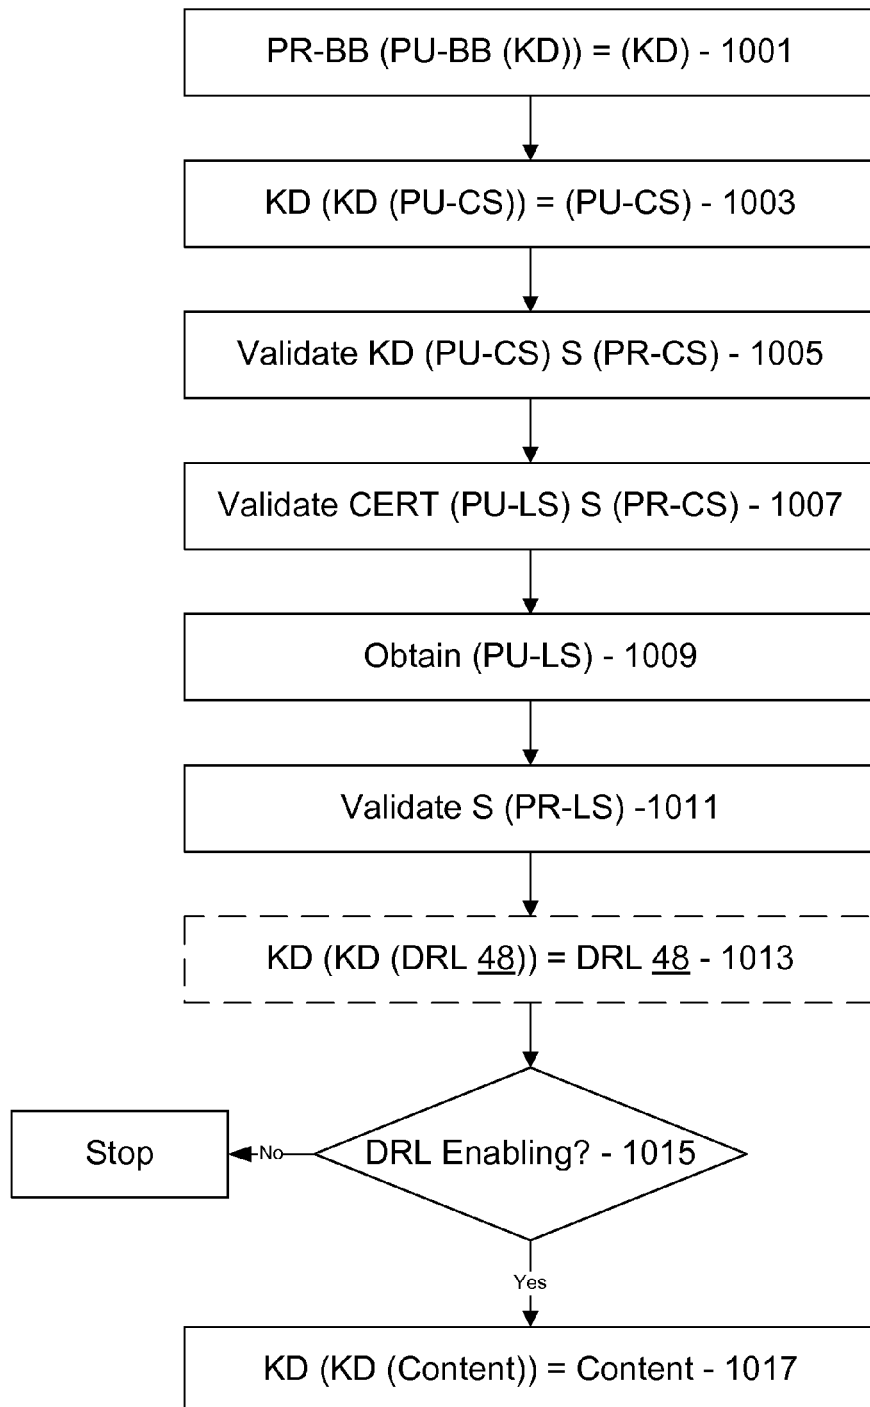 PR-BB (PU-BB (KD)) = (KD) - 1001
KD (KD (PU-CS)) = (PU-CS) - 1003
Validate KD (PU-CS) S (PR-CS) - 1005
Validate CERT (PU-LS) S (PR-CS) - 1007
Obtain (PU-LS) - 1009
Validate S (PR-LS) -1011
KD (KD (DRL 48)) = DRL 48 - 1013
DRL Enabling? - 1015
No
Stop
Yes
KD (KD (Content)) = Content - 1017